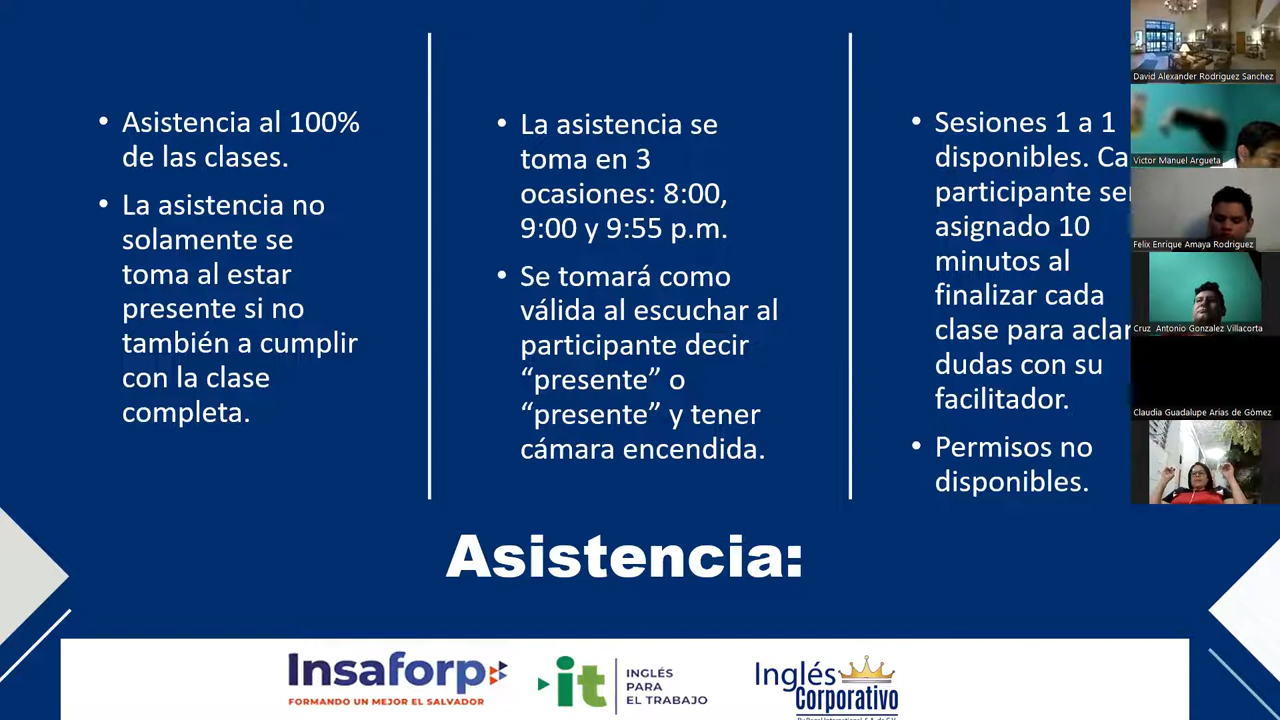 • Asistencia al 100%
de las clases.
• La asistencia no
solamente se
toma al estar
presente si no
también a cumplir
con la clase
completa.
• La asistencia se
toma en 3
ocasiones: 8:00,
9:00 y 9:55 p.m.
• Se tomará como
válida al escuchar al
participante decir
“presente” o
“presente” y tener
cámara encendida.
• Sesiones 1 a 1
disponibles. Ca
participante ser
asignado 10
minutos al
finalizar cada
clase para aclar
dudas con su
facilitador.
• Permisos no
disponibles.
Asistencia:
David Alexander Rodriguez Sanchez
Victor Manuel Argueta
Felix Enrique Amaya Rodriguez
Cruz Antonio Gonzalez Villacorta
Claudia Guadalupe Arias de Gómez
Insaforp
FORMANDO UN MEJOR EL SALVADOR
it
INGLÉS
PARA
EL TRABAJO
Inglés
Corporativo